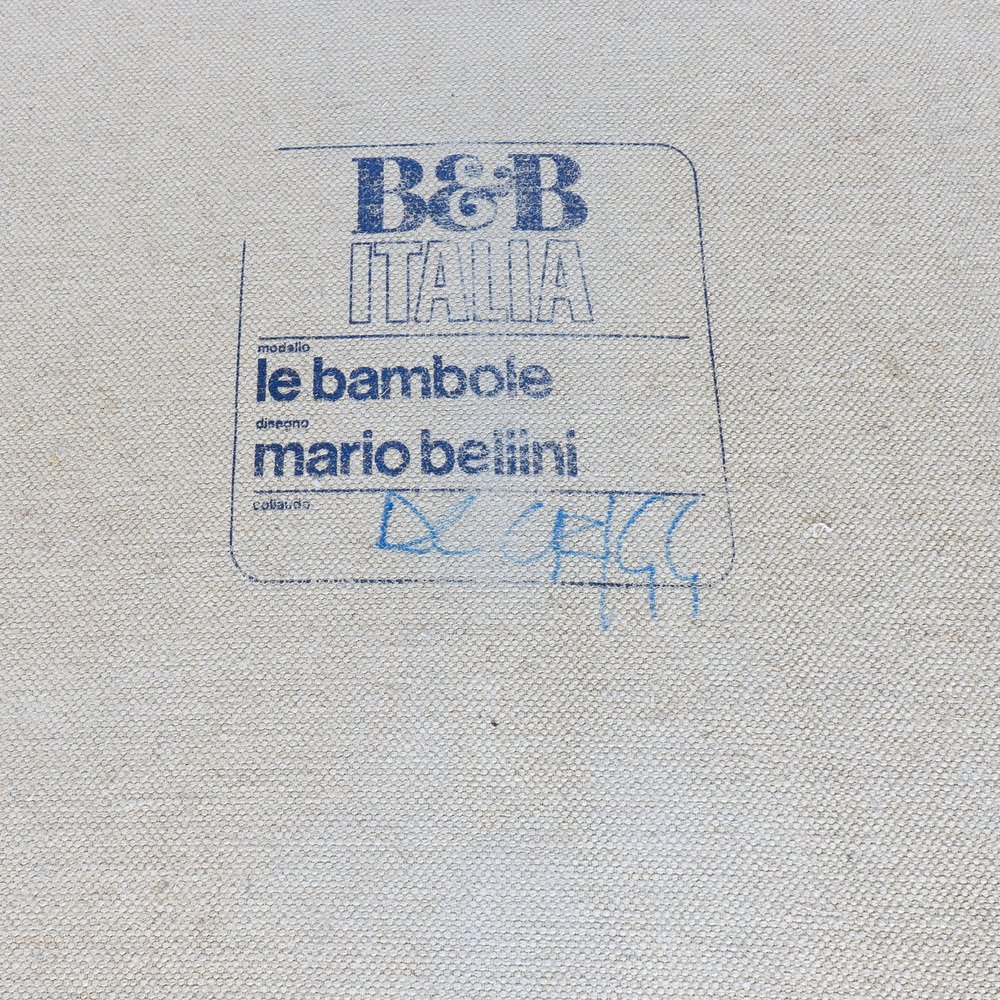 B&B
ITALIA
modello
le bambole
disegno
mario bellini
collaudo